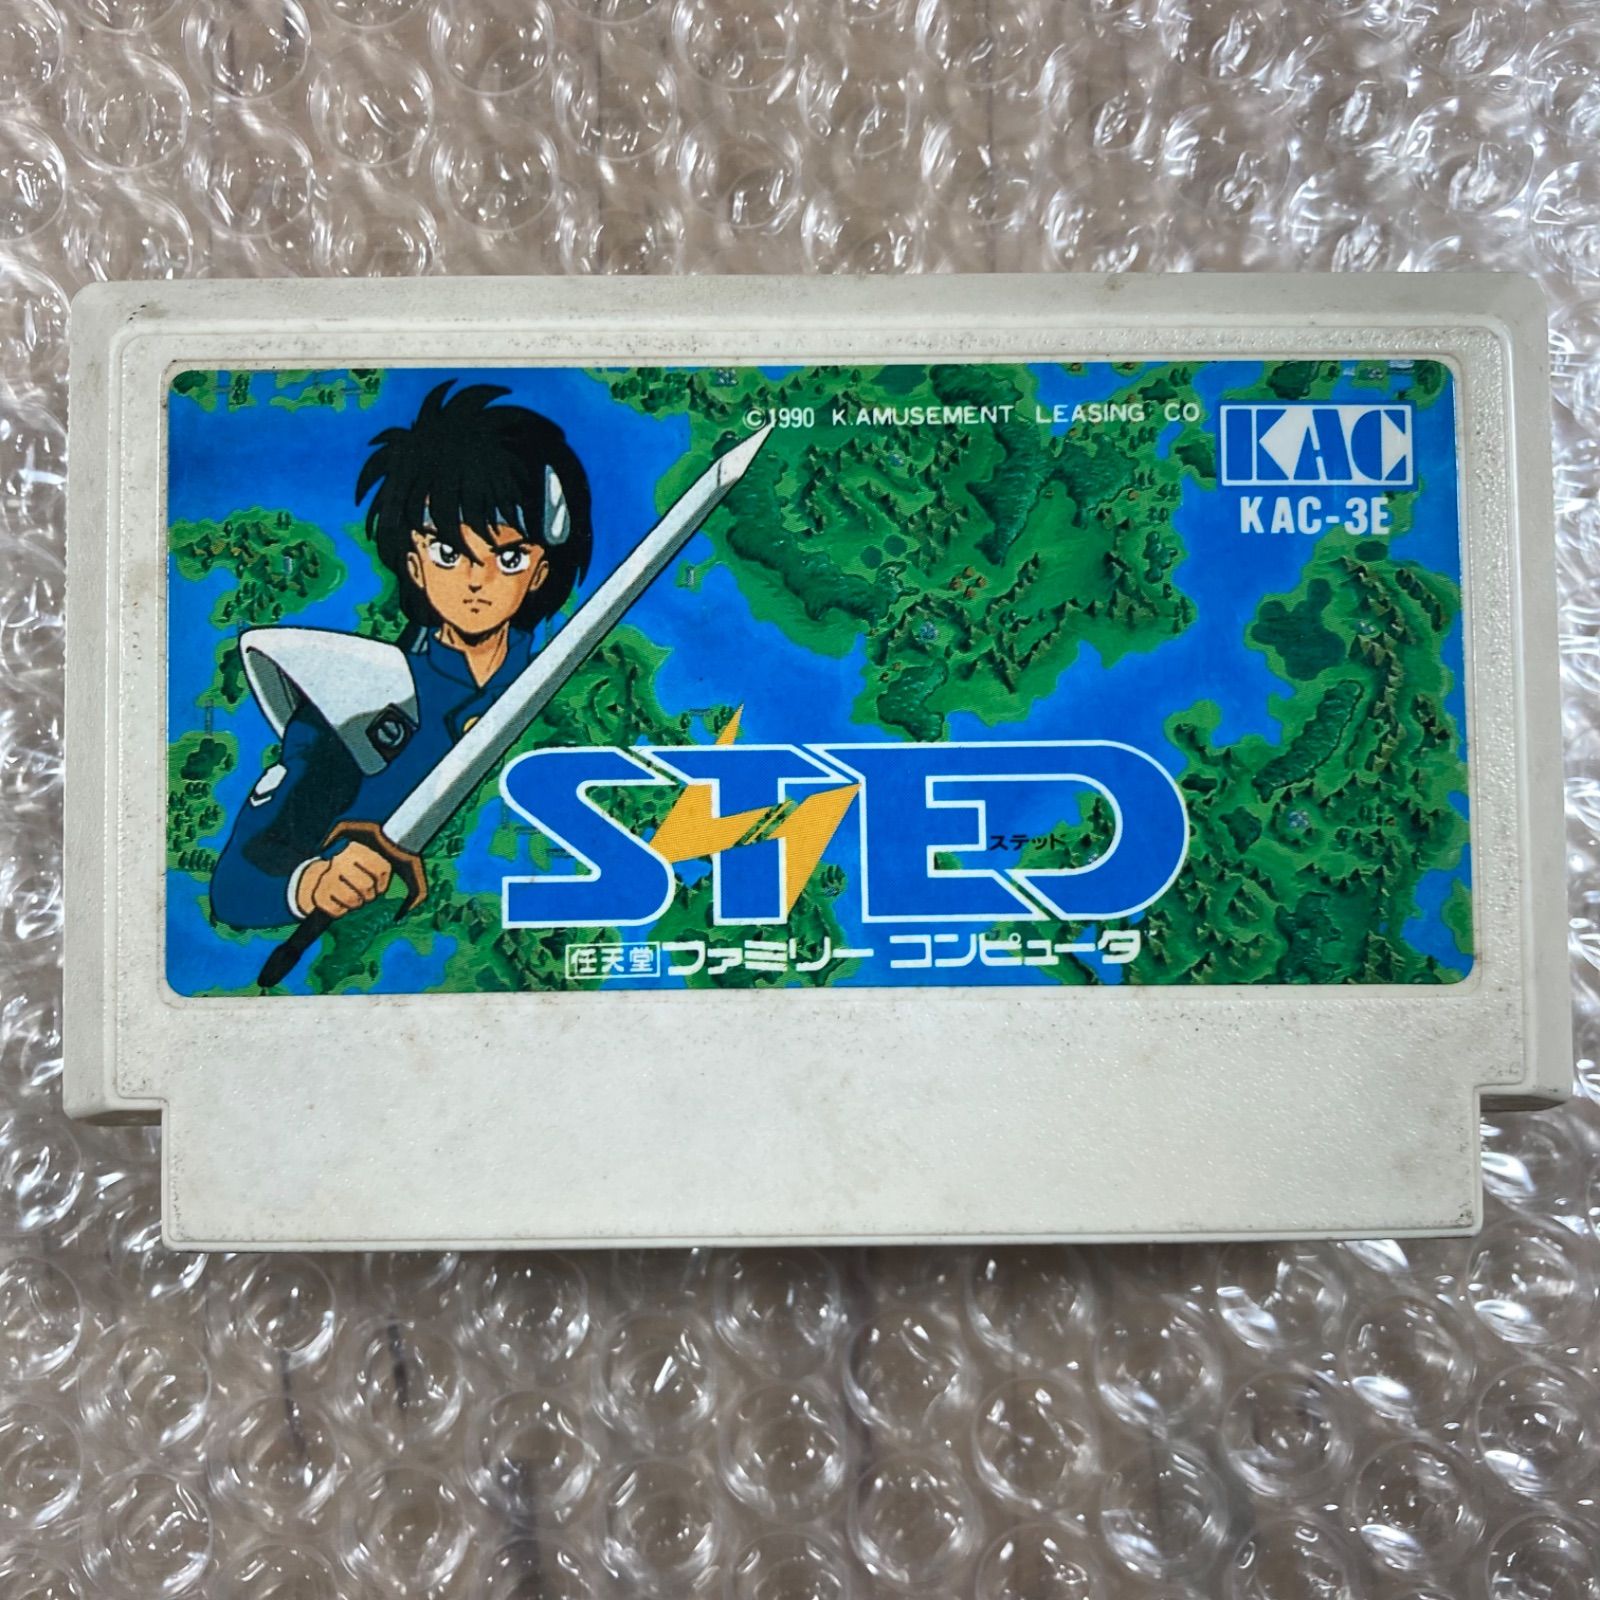 ©1990 K.AMUSEMENT LEASING CO
KAC
KAC-3E
STED
ステッド
任天堂 ファミリー コンピュータ